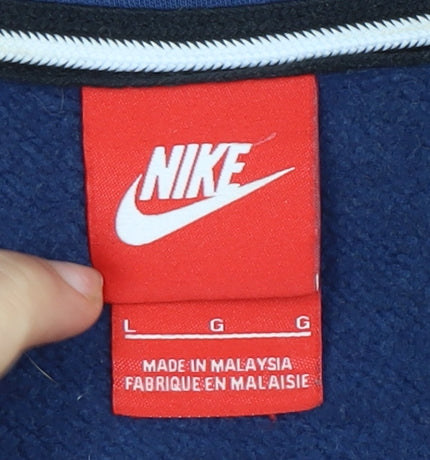 NIKE
L G G
MADE IN MALAYSIA
FABRIQUE EN MALAISIE